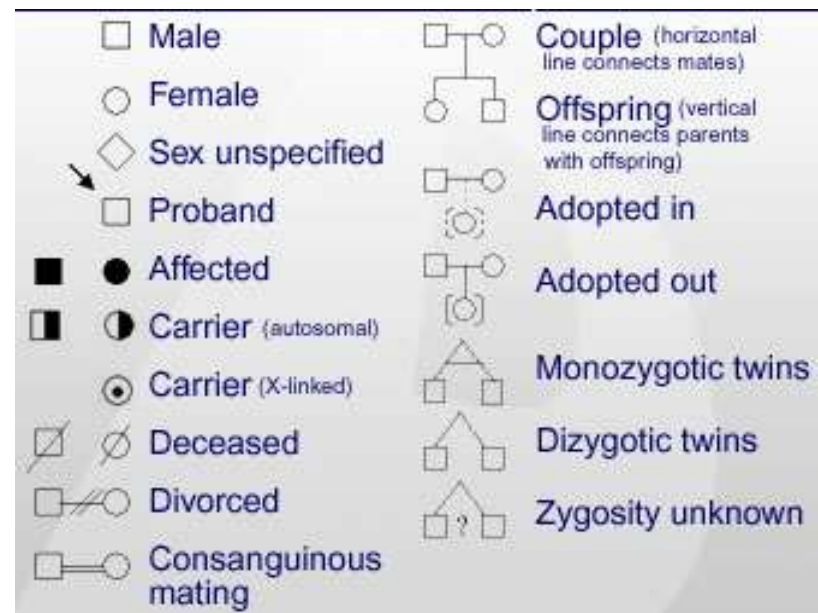 Male
Female
Sex unspecified
Proband
Affected
Carrier (autosomal)
Carrier (X-linked)
Deceased
Divorced
Consanguinous
mating
Couple (horizontal
line connects mates)
Offspring (vertical
line connects parents
with offspring)
Adopted in
Adopted out
Monozygotic twins
Dizygotic twins
?
Zygosity unknown